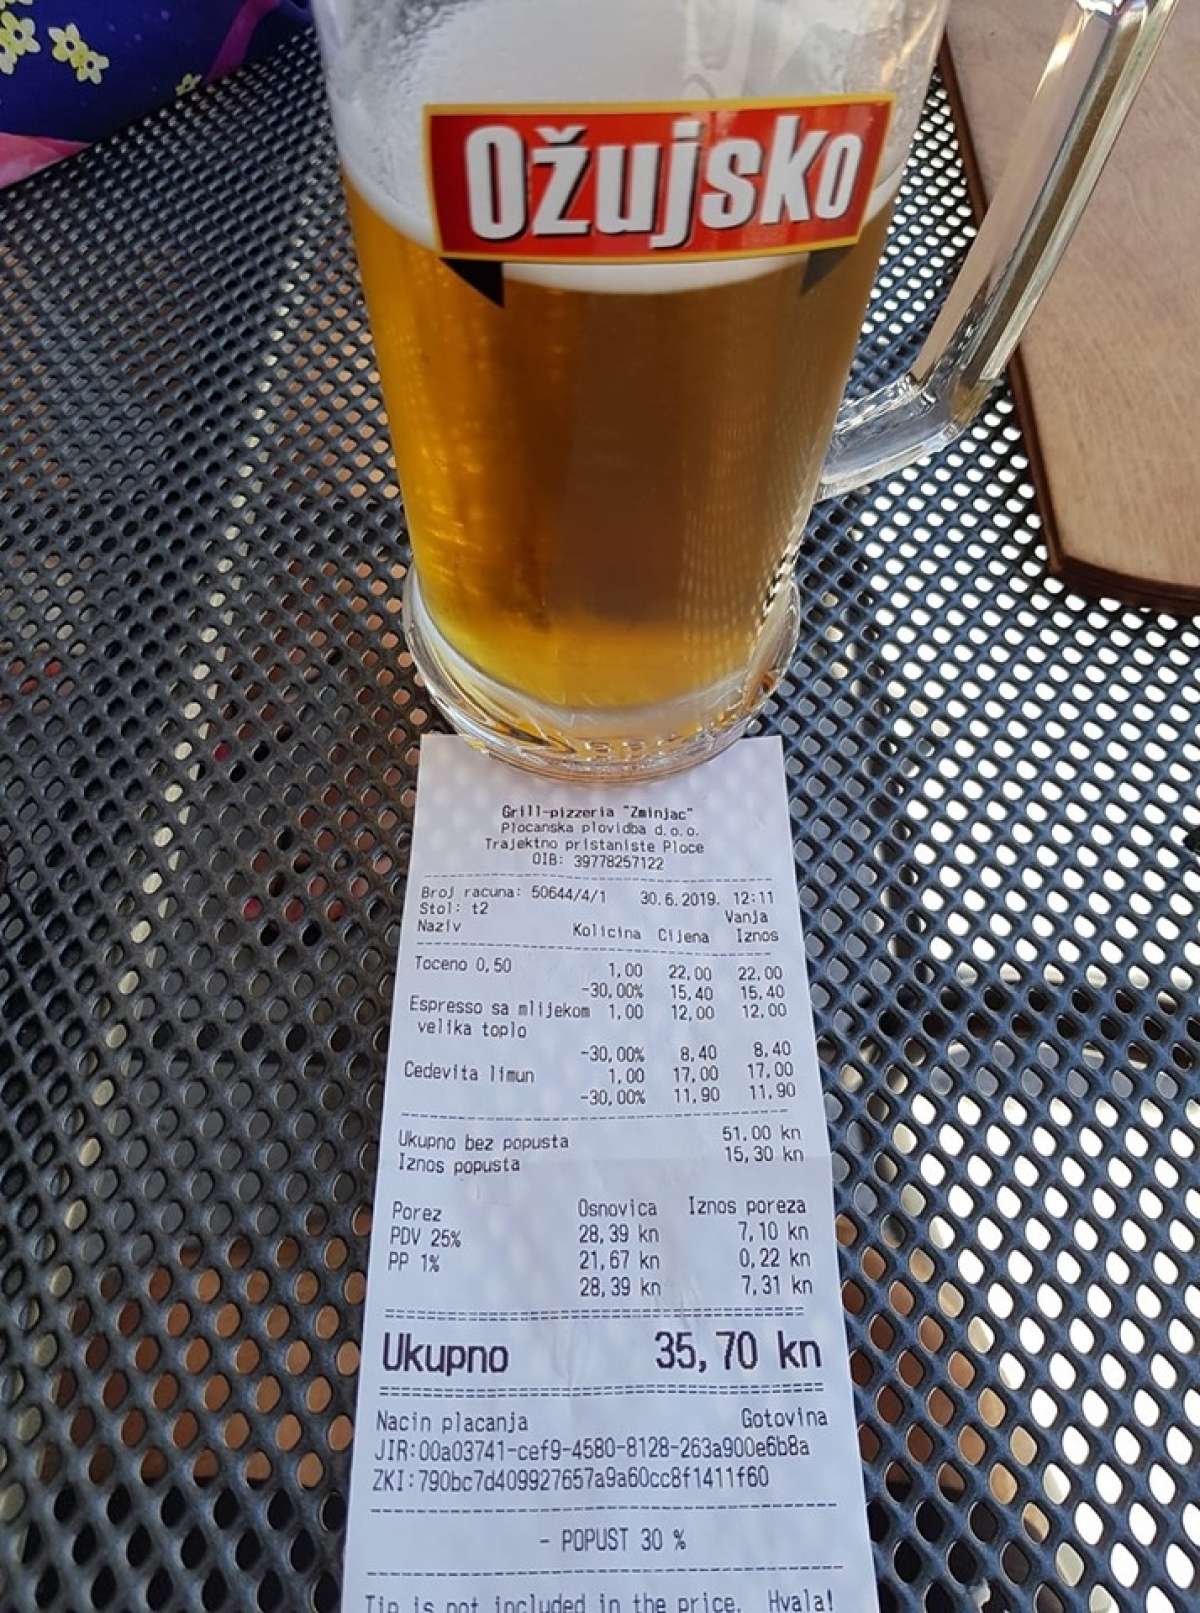 Ožujsko
Grill-pizzeria "Zminjac"
Plocanska plovidba d.o.o.
Trajektno pristaniste Ploce
OIB: 39778257122
Broj racuna: 50644/4/1 30.6.2019. 12:11
Stol: t2 Vanja
Naziv Kolicina Cijena Iznos
Toceno 0,50 1,00 22,00 22,00
-30,00% 15,40 15,40
Espresso sa mlijekom 1,00 12,00 12,00
velika toplo
-30,00% 8,40 8,40
Cedevita limun 1,00 17,00 17,00
-30,00% 11,90 11,90
Ukupno bez popusta 51,00 kn
Iznos popusta 15,30 kn
Porez Osnovica Iznos poreza
PDV 25% 28,39 kn 7,10 kn
PP 1% 21,67 kn 0,22 kn
28,39 kn 7,31 kn
Ukupno 35,70 kn
Nacin placanja Gotovina
JIR:00a03741-cef9-4580-8128-263a900e6b8a
ZKI:790bc7d409927657a9a60cc8f1411f60
- POPUST 30 %
Tip is not included in the price. Hvala!